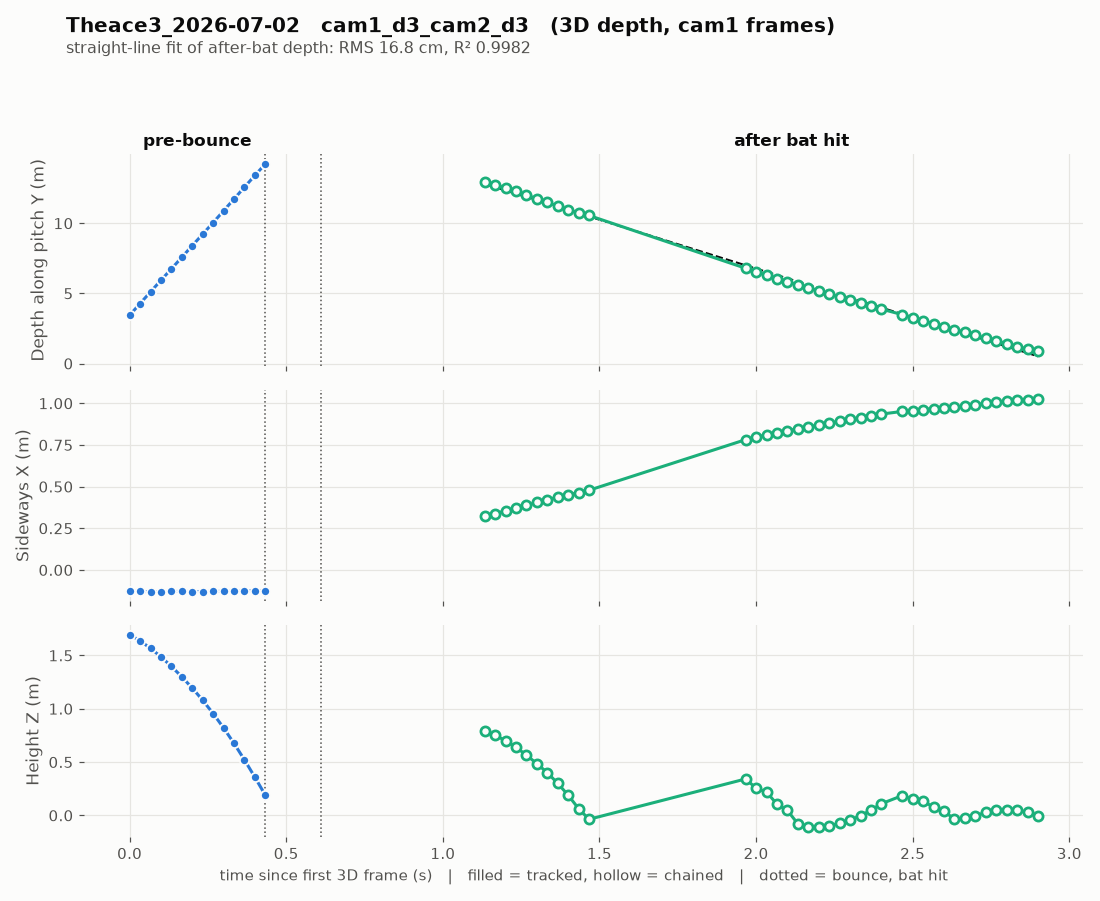 Theace3_2026-07-02   cam1_d3_cam2_d3   (3D depth, cam1 frames)
straight-line fit of after-bat depth: RMS 16.8 cm, R² 0.9982
pre-bounce
after bat hit
Depth along pitch Y (m)
10
5
0
Sideways X (m)
1.00
0.75
0.50
0.25
0.00
Height Z (m)
1.5
1.0
0.5
0.0
0.0 0.5 1.0 1.5 2.0 2.5 3.0
time since first 3D frame (s)   |   filled = tracked, hollow = chained   |   dotted = bounce, bat hit